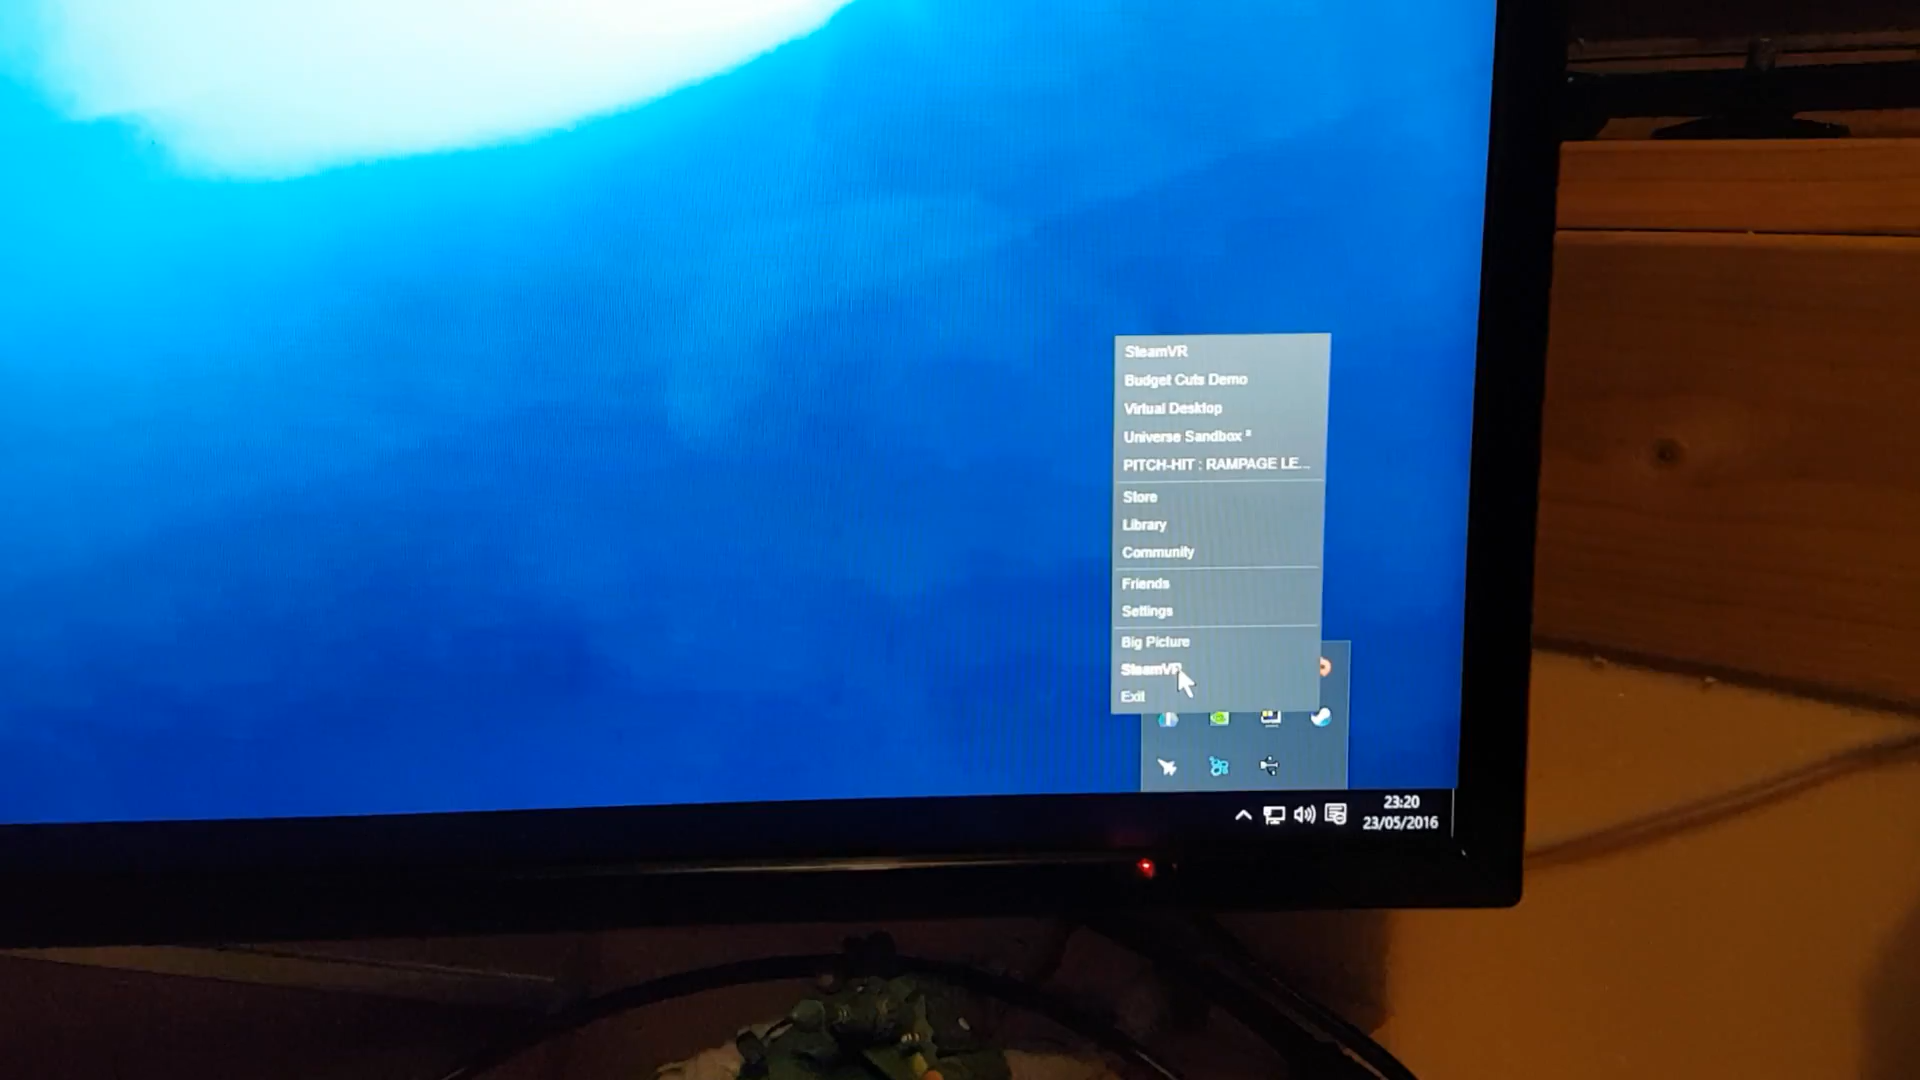 SteamVR
Budget Cuts Demo
Virtual Desktop
Universe Sandbox ²
PITCH-HIT : RAMPAGE LE...
Store
Library
Community
Friends
Settings
Big Picture
SteamVR
Exit
23:20
23/05/2016